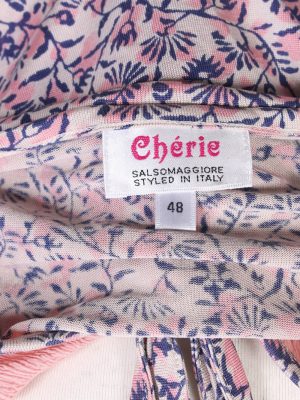 Chérie
SALSOMAGGIORE
STYLED IN ITALY
48